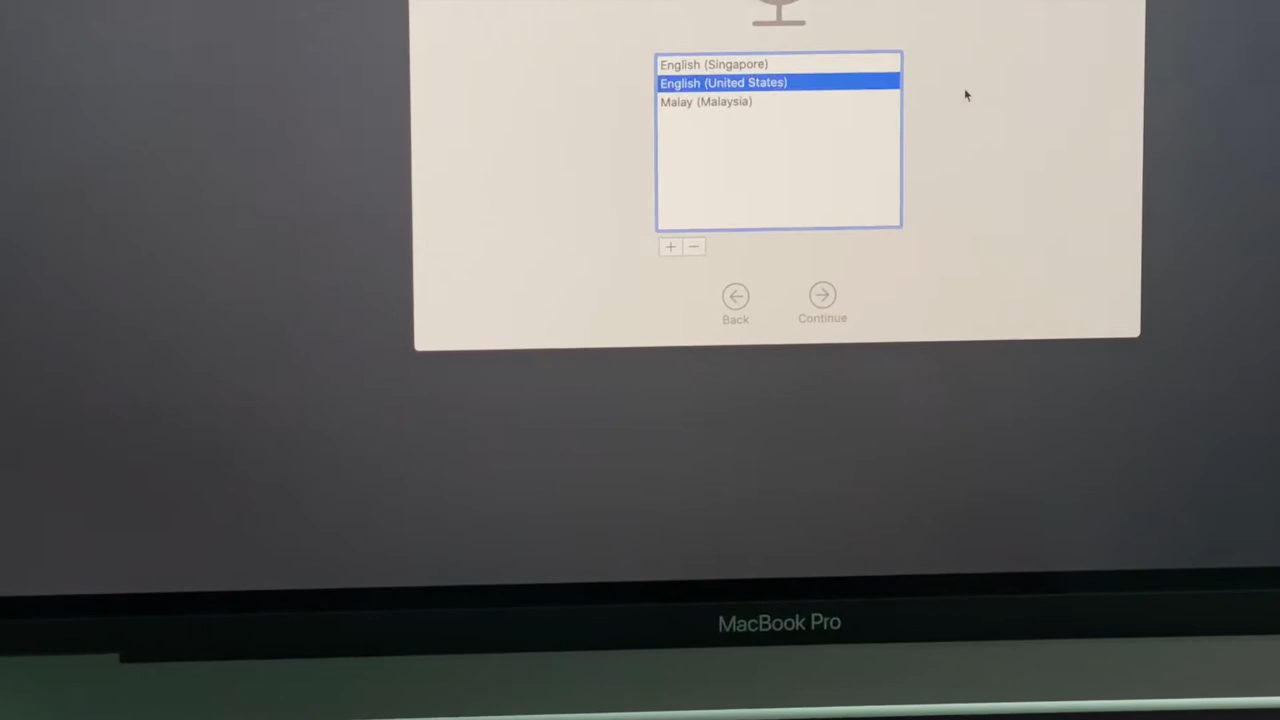 English (Singapore)
English (United States)
Malay (Malaysia)
Back
Continue
MacBook Pro